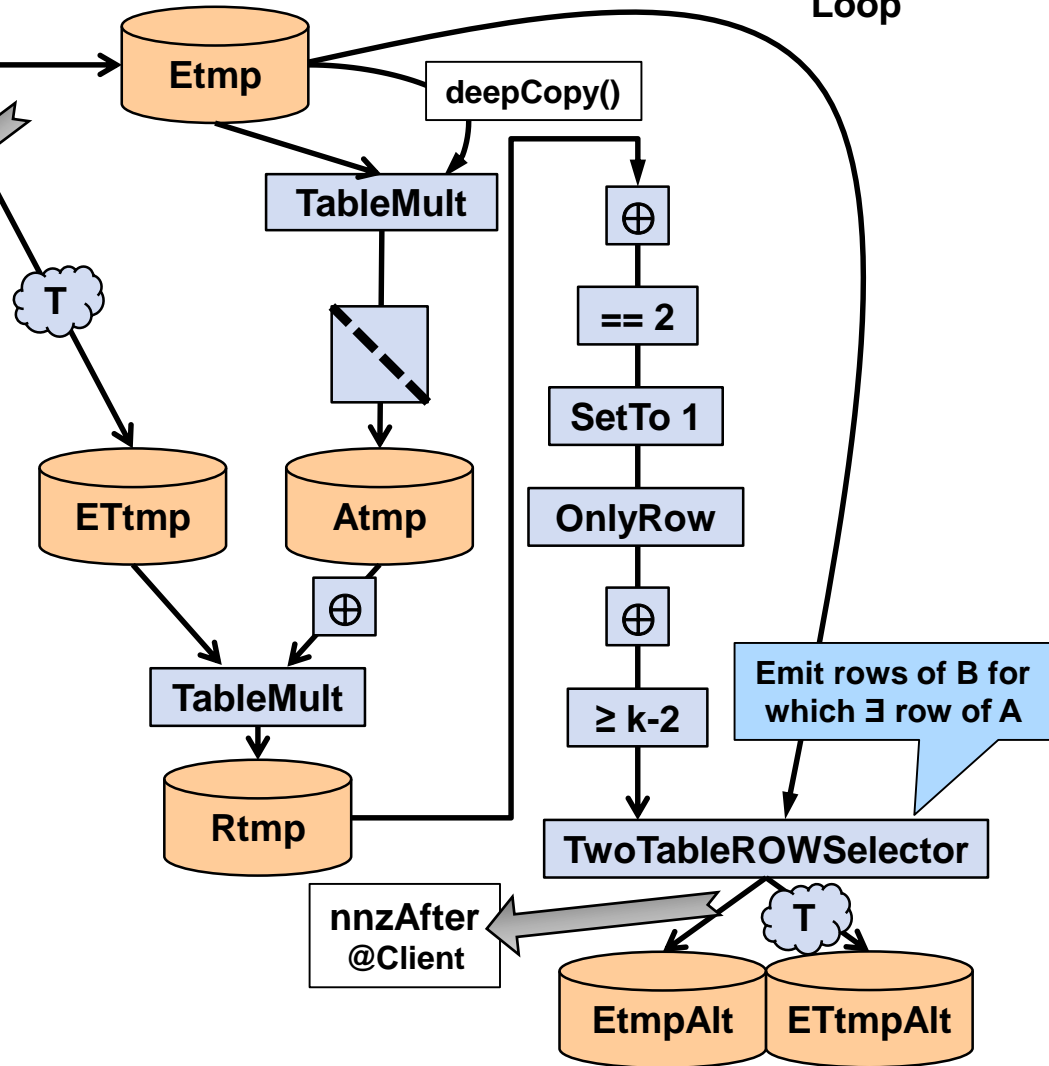 Loop
Etmp
deepCopy()
TableMult
⊕
T
== 2
SetTo 1
ETtmp
Atmp
OnlyRow
⊕
⊕
TableMult
≥ k-2
Emit rows of B for
which ∃ row of A
Rtmp
TwoTableROWSelector
nnzAfter
@Client
T
EtmpAlt
ETtmpAlt